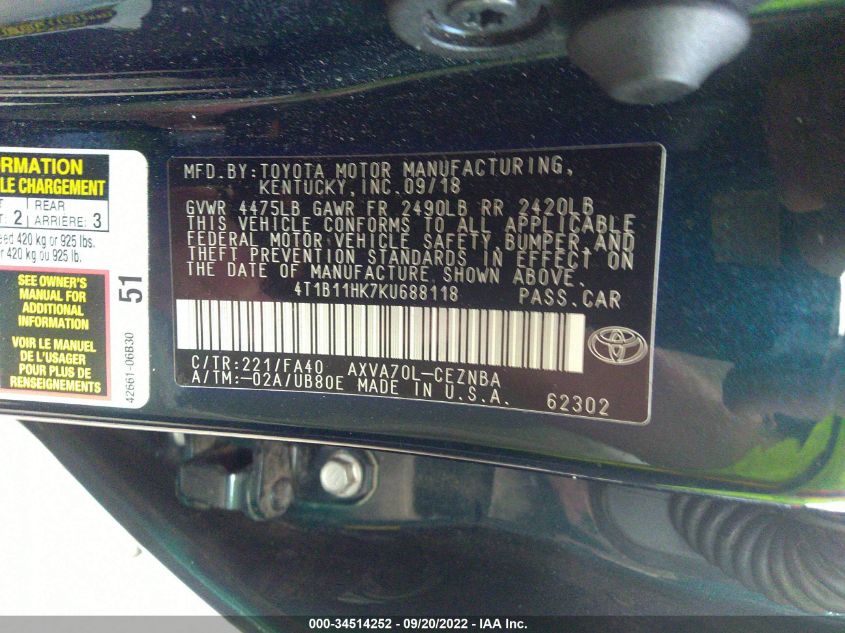 ORMATION
LE CHARGEMENT
T: 2 REAR
ARRIÈRE: 3
eed 420 kg or 925 lbs.
r 420 kg ou 925 lb.
SEE OWNER'S
MANUAL FOR
ADDITIONAL
INFORMATION
VOIR LE MANUEL
DE L'USAGER
POUR PLUS DE
RENSEIGNEMENTS
51
42661-06B30
MFD.BY:TOYOTA MOTOR MANUFACTURING,
KENTUCKY,INC.09/18
GVWR 4475LB GAWR FR 2490LB RR 2420LB
THIS VEHICLE CONFORMS TO ALL APPLICABLE
FEDERAL MOTOR VEHICLE SAFETY,BUMPER,AND
THEFT PREVENTION STANDARDS IN EFFECT ON
THE DATE OF MANUFACTURE SHOWN ABOVE.
4T1B11HK7KU688118 PASS.CAR
C/TR:221/FA40 AXVA70L-CEZNBA
A/TM:-02A/UB80E MADE IN U.S.A. 62302
000-34514252 - 09/20/2022 - IAA Inc.